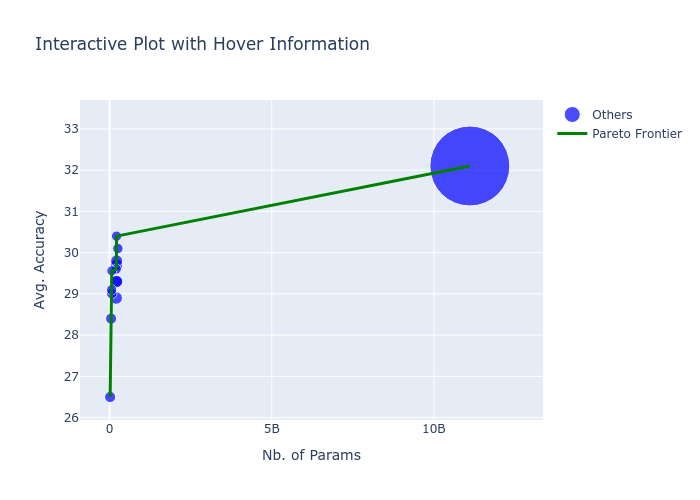 Interactive Plot with Hover Information
Others
Pareto Frontier
33
32
31
30
29
28
27
26
0
5B
10B
Avg. Accuracy
Nb. of Params